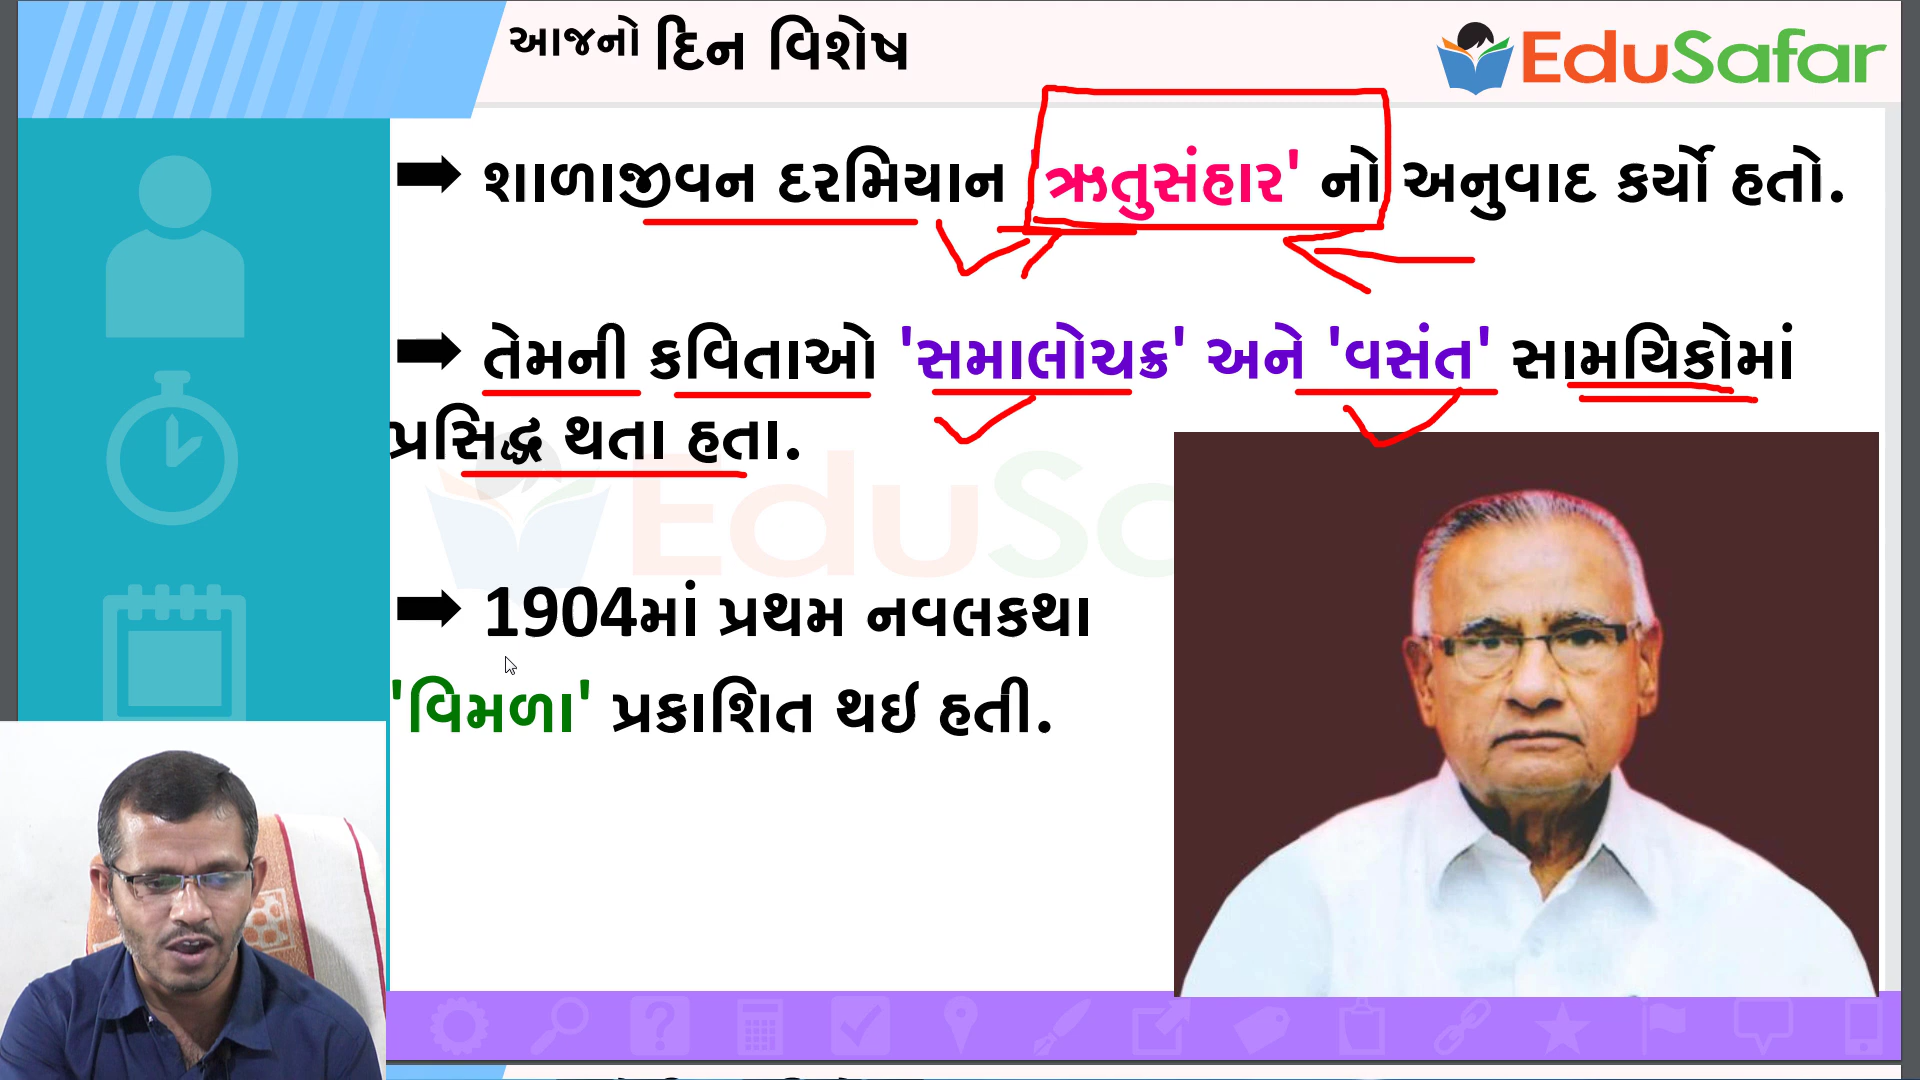 આજનો દિન વિશેષ
EduSafar
➡ શાળાજીવન દરમિયાન 'ઋતુસંહાર' નો અનુવાદ કર્યો હતો.
➡ તેમની કવિતાઓ 'સમાલોચક્ર' અને 'વસંત' સામયિકોમાં
પ્રસિદ્ધ થતા હતા.
EduSa
➡ 1904માં પ્રથમ નવલકથા
'વિમળા' પ્રકાશિત થઇ હતી.